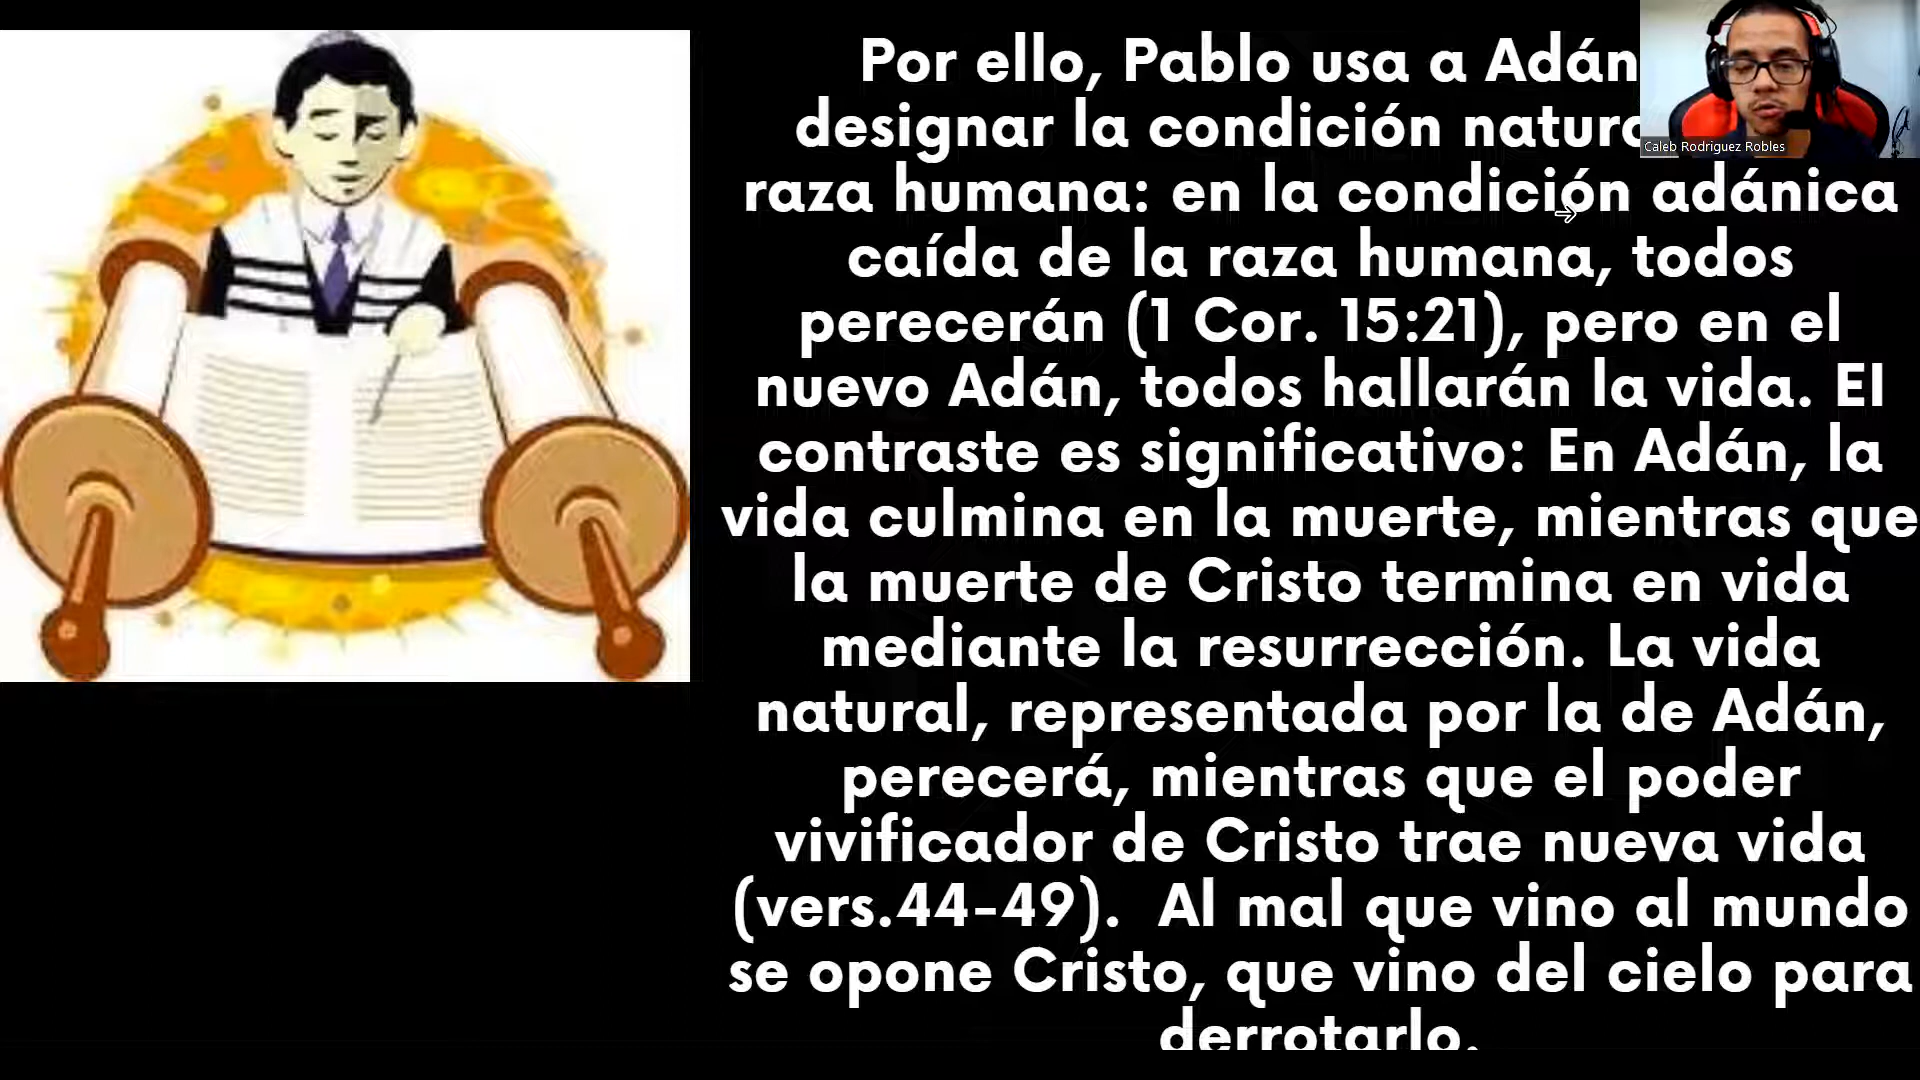 Por ello, Pablo usa a Adán
designar la condición
raza humana: en la condición adánica
caída de la raza humana, todos
perecerán (1 Cor. 15:21), pero en el
nuevo Adán, todos hallarán la vida. El
contraste es significativo: En Adán, la
vida culmina en la muerte, mientras que
la muerte de Cristo termina en vida
mediante la resurrección. La vida
natural, representada por la de Adán,
perecerá, mientras que el poder
vivificador de Cristo trae nueva vida
(vers.44-49).  Al mal que vino al mundo
se opone Cristo, que vino del cielo para
derrotarlo.
Caleb Rodriguez Robles